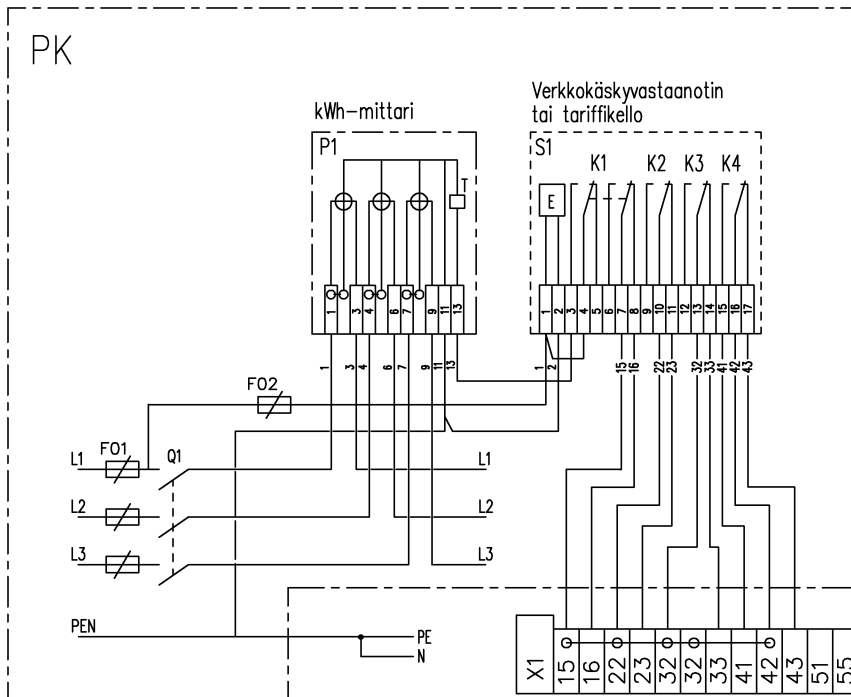 PK
kWh-mittari
Verkkokäskyvastaanotin
tai tariffikello
P1
S1
T
E
K1 K2 K3 K4
1 3 4 6 7 9 11 13
1 2 3 4 5 6 7 8 9 10 11 12 13 14 15 16 17
1 3 4 6 7 9 11 13
1 2 15 16 22 23 32 33 41 42 43
F02
F01
Q1
L1 L1
L2 L2
L3 L3
PEN PE
N
X1 15 16 22 23 32 32 33 41 42 43 51 55